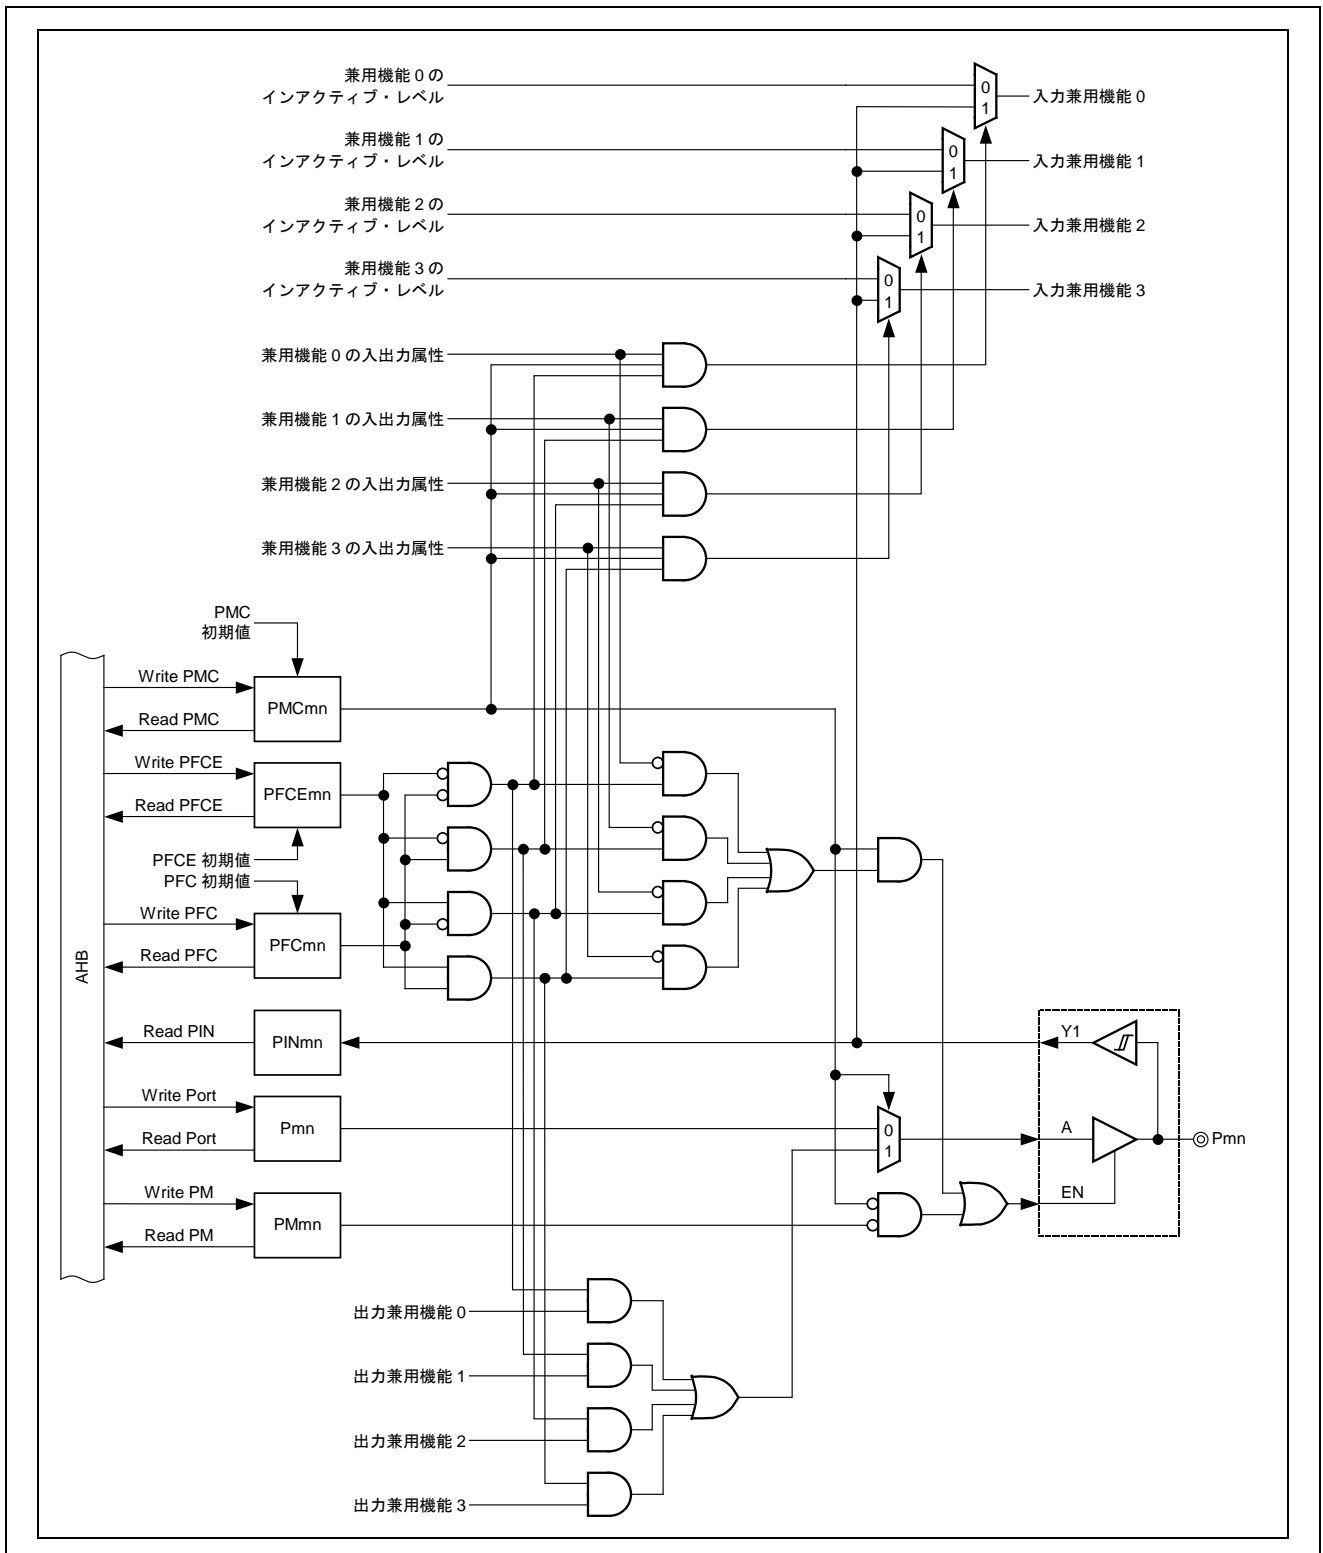 兼用機能 0 の
インアクティブ・レベル
0
1
入力兼用機能 0
兼用機能 1 の
インアクティブ・レベル
0
1
入力兼用機能 1
兼用機能 2 の
インアクティブ・レベル
0
1
入力兼用機能 2
兼用機能 3 の
インアクティブ・レベル
0
1
入力兼用機能 3
兼用機能 0 の入出力属性
兼用機能 1 の入出力属性
兼用機能 2 の入出力属性
兼用機能 3 の入出力属性
PMC
初期値
Write PMC
PMCmn
Read PMC
Write PFCE
PFCEmn
Read PFCE
PFCE 初期値
PFC 初期値
Write PFC
PFCmn
Read PFC
AHB
Read PIN
PINmn
Y1
Write Port
Pmn
Read Port
0
1
A
Pmn
Write PM
PMmn
Read PM
EN
出力兼用機能 0
出力兼用機能 1
出力兼用機能 2
出力兼用機能 3